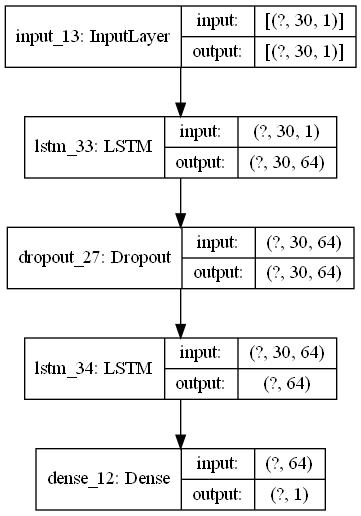 input_13: InputLayer
input: [(?, 30, 1)]
output: [(?, 30, 1)]
lstm_33: LSTM
input: (?, 30, 1)
output: (?, 30, 64)
dropout_27: Dropout
input: (?, 30, 64)
output: (?, 30, 64)
lstm_34: LSTM
input: (?, 30, 64)
output: (?, 64)
dense_12: Dense
input: (?, 64)
output: (?, 1)